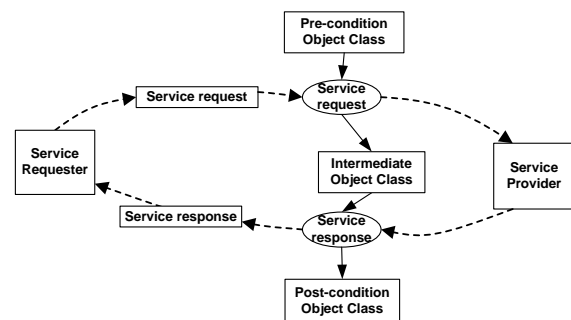 Pre-condition
Object Class
Service request
Service
request
Service
Requester
Intermediate
Object Class
Service
Provider
Service response
Service
response
Post-condition
Object Class